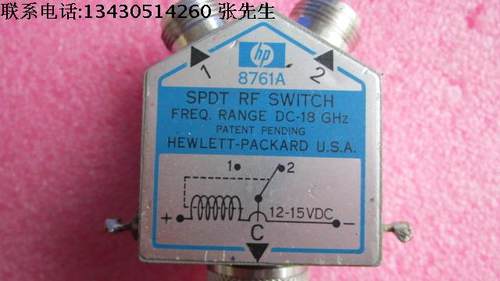 联系电话:13430514260 张先生
hp
1 8761A 2
SPDT RF SWITCH
FREQ. RANGE DC-18 GHz
PATENT PENDING
HEWLETT-PACKARD U.S.A.
1 2
+ 12-15VDC -
C